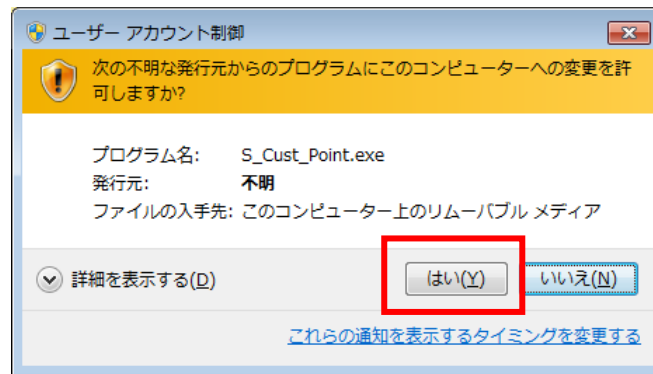 ユーザー アカウント制御
次の不明な発行元からのプログラムにこのコンピューターへの変更を許
可しますか?
プログラム名: S_Cust_Point.exe
発行元: 不明
ファイルの入手先: このコンピューター上のリムーバブル メディア
詳細を表示する(D) はい(Y) いいえ(N)
これらの通知を表示するタイミングを変更する